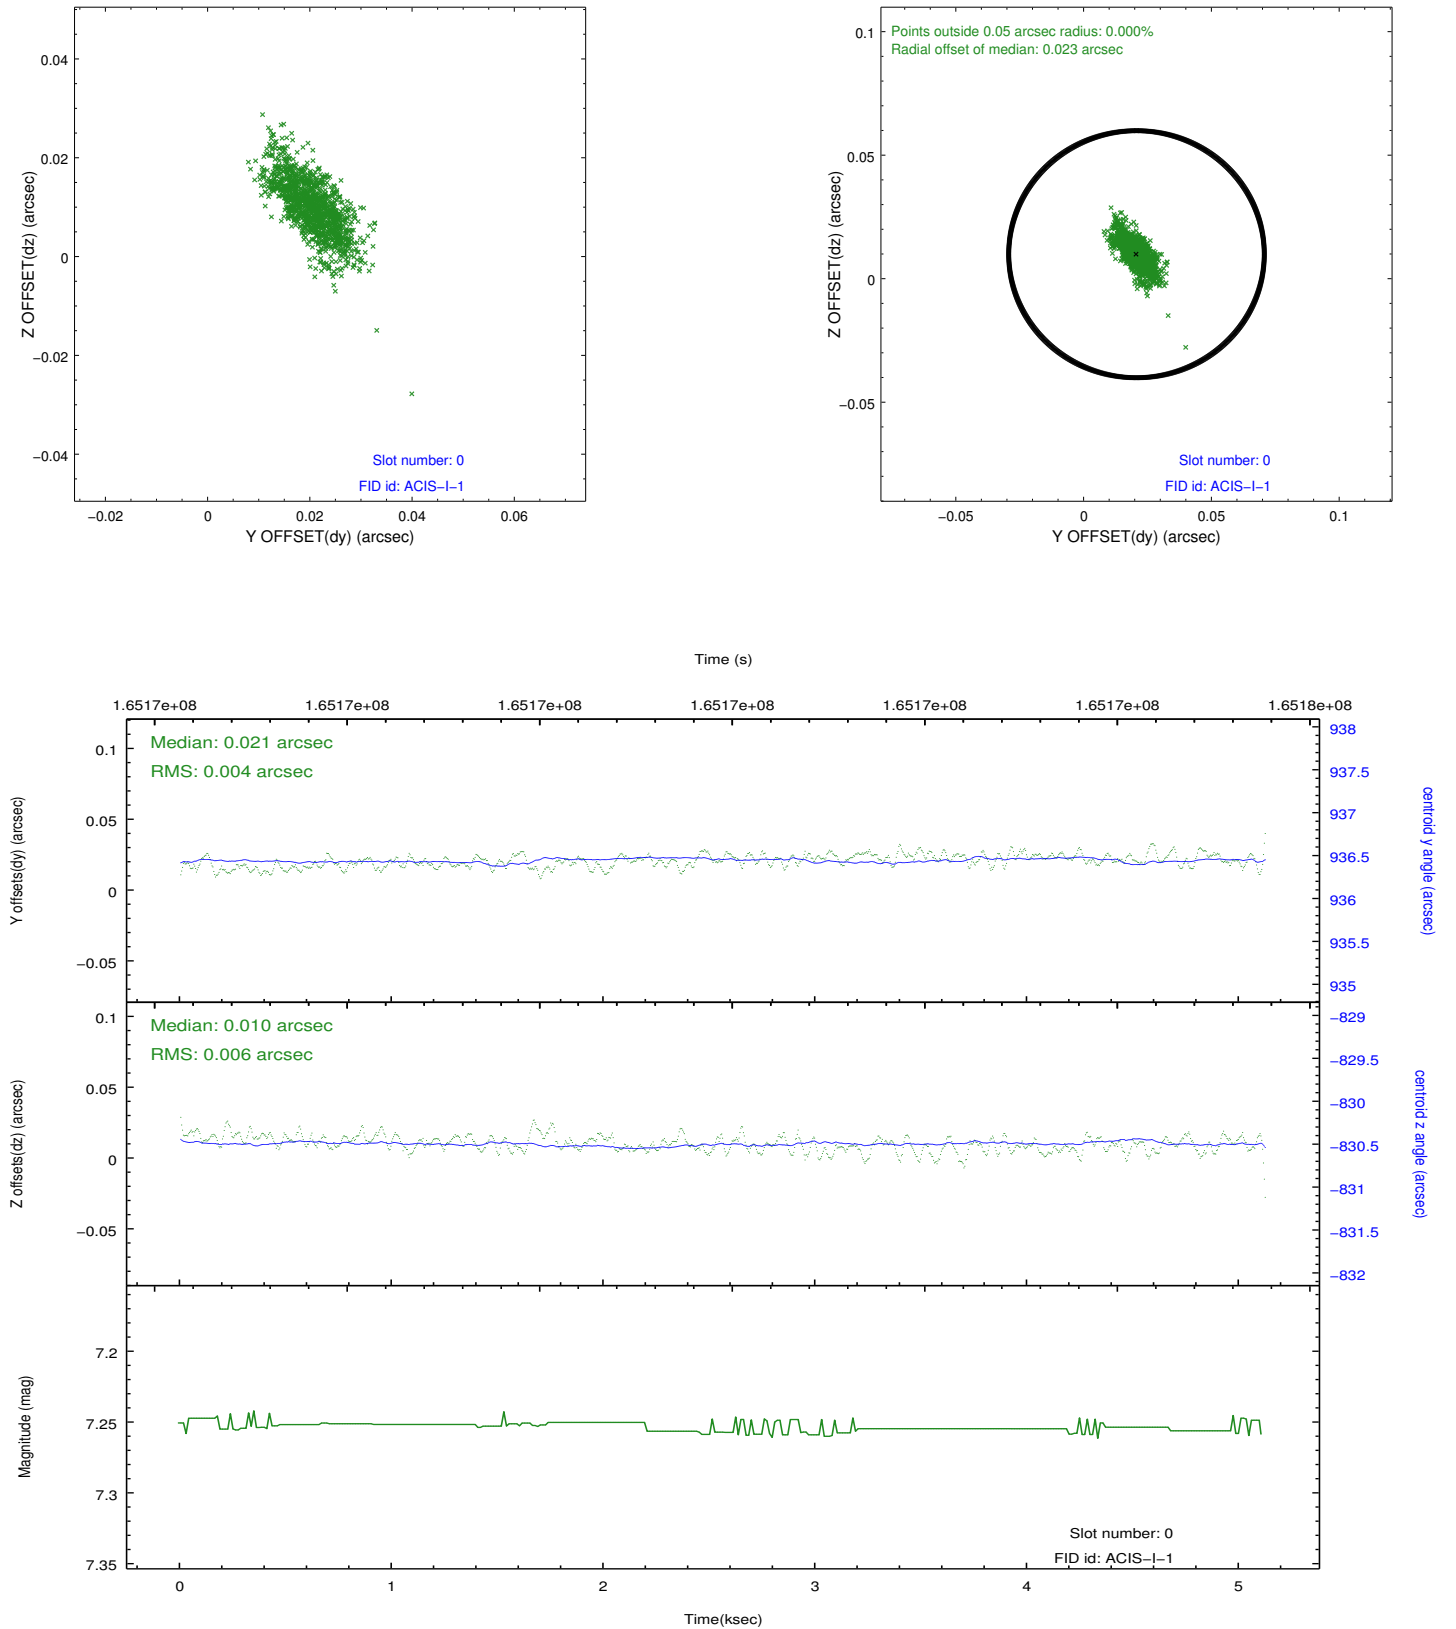 0.04
0.02
0
−0.02
−0.04
Z OFFSET(dz) (arcsec)
Slot number: 0
FID id: ACIS−I−1
−0.02 0 0.02 0.04 0.06
Y OFFSET(dy) (arcsec)
Points outside 0.05 arcsec radius: 0.000%
Radial offset of median: 0.023 arcsec
0.1
0.05
0
−0.05
Z OFFSET(dz) (arcsec)
Slot number: 0
FID id: ACIS−I−1
−0.05 0 0.05 0.1
Y OFFSET(dy) (arcsec)
Time (s)
1.6517e+08 1.6517e+08 1.6517e+08 1.6517e+08 1.6517e+08 1.6517e+08 1.6518e+08
Median: 0.021 arcsec
RMS: 0.004 arcsec
0.1
0.05
0
−0.05
Y offsets(dy) (arcsec)
938
937.5
937
936.5
936
935.5
935
centroid y angle (arcsec)
Median: 0.010 arcsec
RMS: 0.006 arcsec
0.1
0.05
0
−0.05
Z offsets(dz) (arcsec)
−829
−829.5
−830
−830.5
−831
−831.5
−832
centroid z angle (arcsec)
7.2
7.25
7.3
7.35
Magnitude (mag)
Slot number: 0
FID id: ACIS−I−1
0 1 2 3 4 5
Time(ksec)